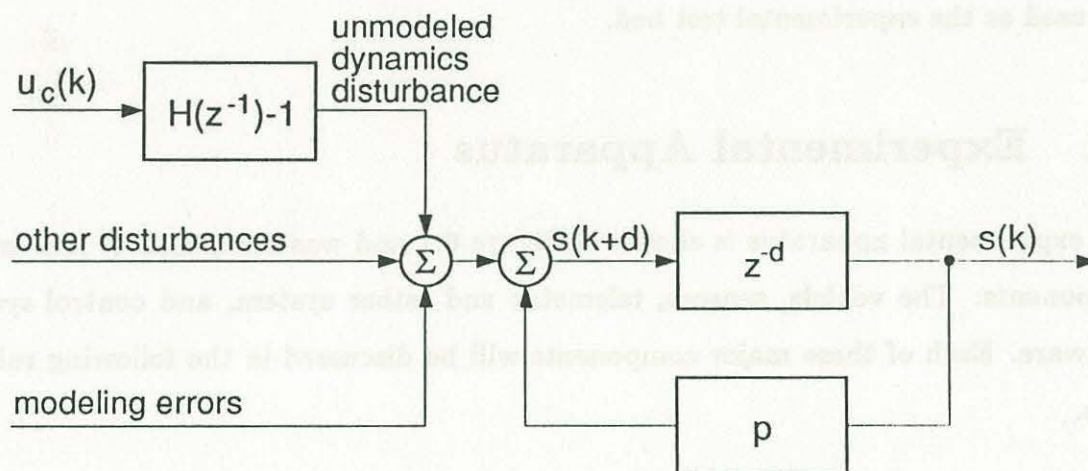 unmodeled
dynamics
disturbance
u_c(k)
H(z^-1)-1
other disturbances
Σ
Σ
s(k+d)
z^-d
s(k)
modeling errors
p